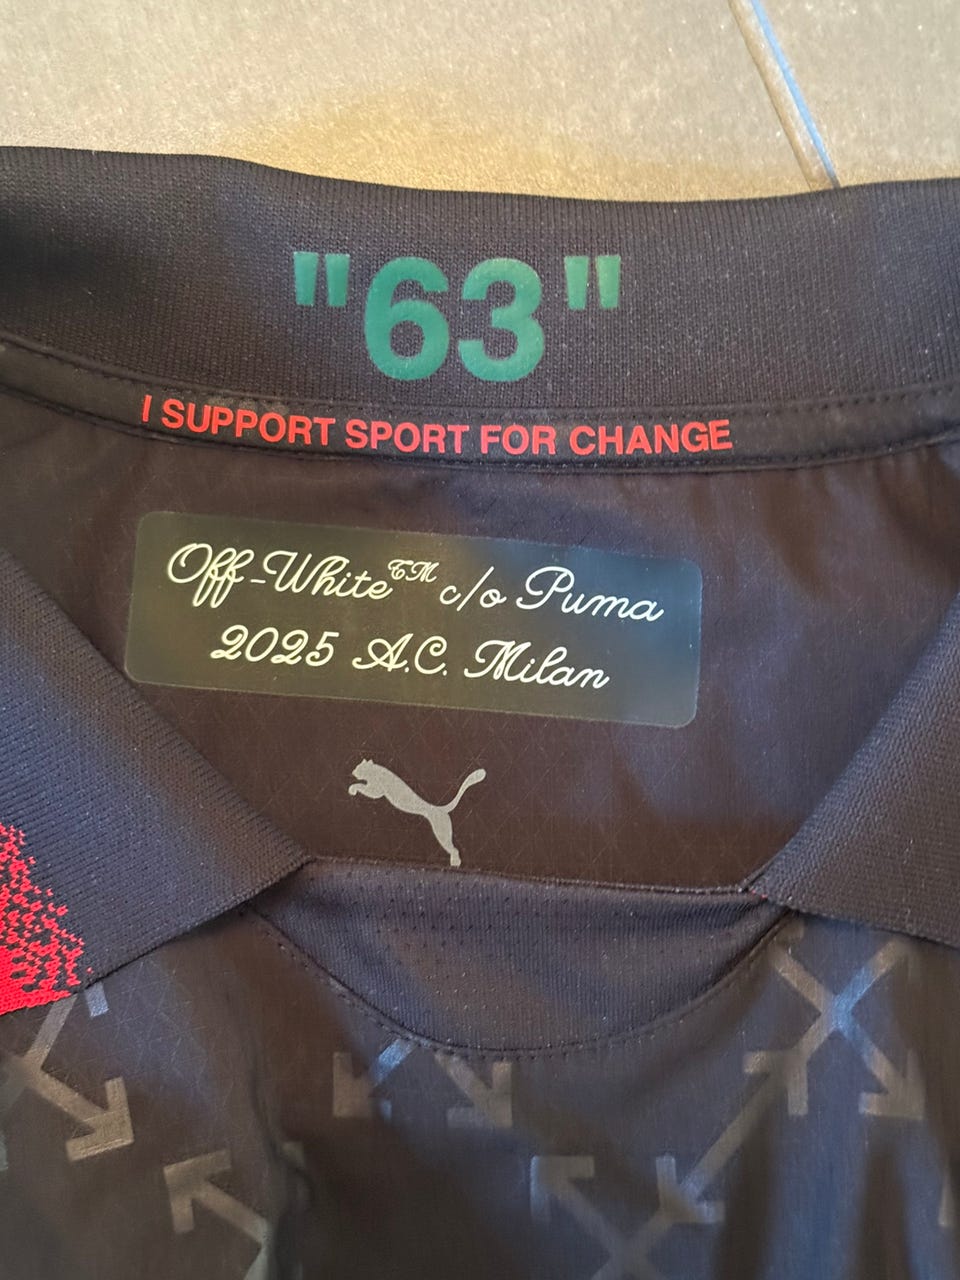 "63"
I SUPPORT SPORT FOR CHANGE
Off-White™ c/o Puma
2025 A.C. Milan